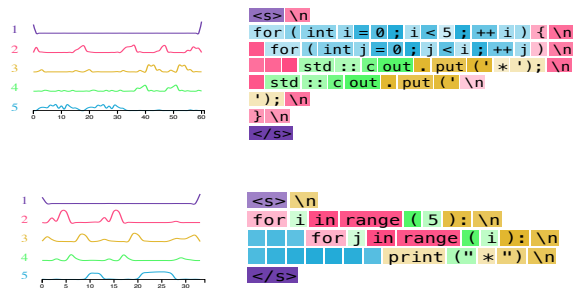 1
2
3
4
5
0 10 20 30 40 50 60
<s> \n
for ( int i = 0 ; i < 5 ; ++ i ) { \n
for ( int j = 0 ; j < i ; ++ j ) \n
std :: c out . put (' * '); \n
std :: c out . put (' \n
'); \n
} \n
</s>
1
2
3
4
5
0 5 10 15 20 25 30
<s> \n
for i in range ( 5 ): \n
for j in range ( i ): \n
print (" * ") \n
</s>